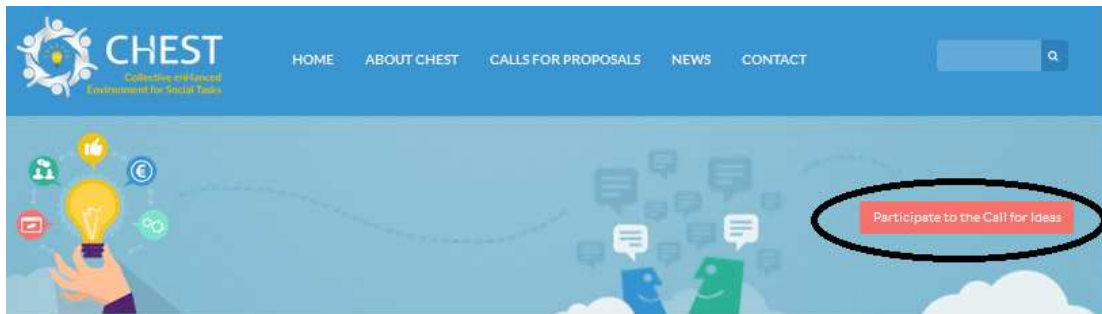 CHEST
Collective enHanced
Environment for Social Tasks
HOME ABOUT CHEST CALLS FOR PROPOSALS NEWS CONTACT
Participate to the Call for Ideas